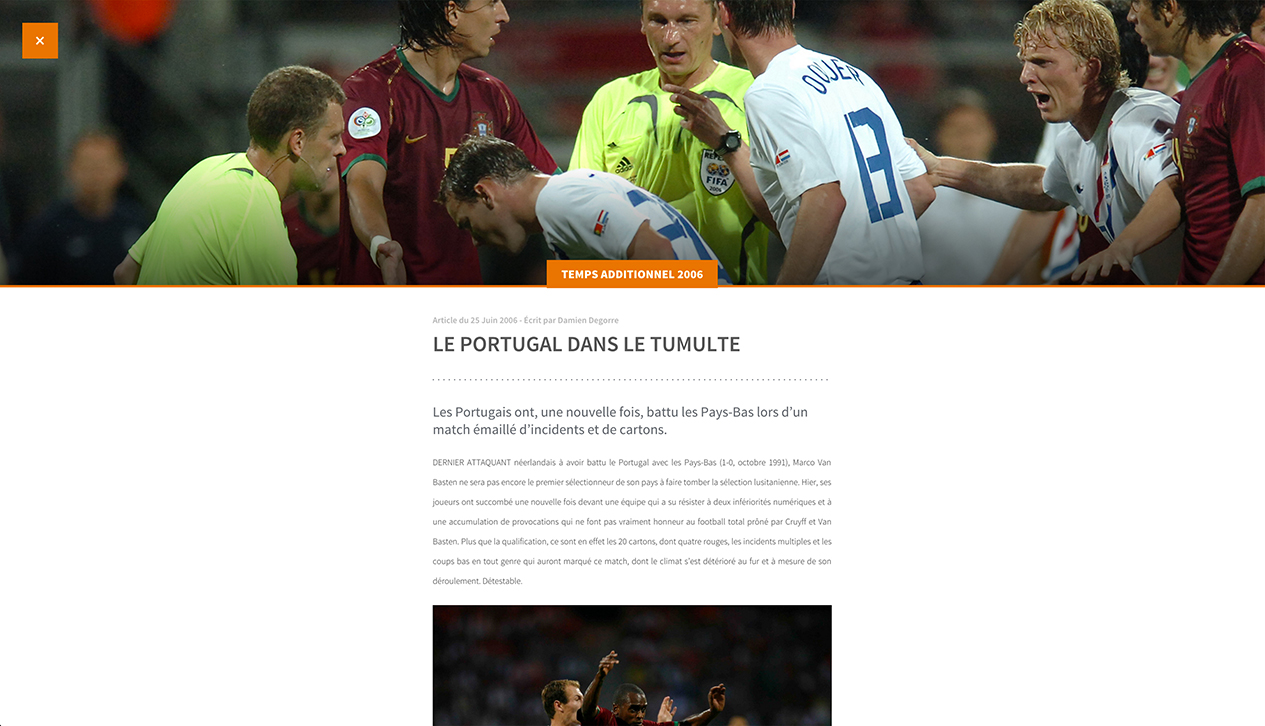 ×
OOIJER
13
REFEREE
FIFA
2006
TEMPS ADDITIONNEL 2006
Article du 25 Juin 2006 - Écrit par Damien Degorre
LE PORTUGAL DANS LE TUMULTE
Les Portugais ont, une nouvelle fois, battu les Pays-Bas lors d’un
match émaillé d’incidents et de cartons.
DERNIER ATTAQUANT néerlandais à avoir battu le Portugal avec les Pays-Bas (1-0, octobre 1991), Marco Van
Basten ne sera pas encore le premier sélectionneur de son pays à faire tomber la sélection lusitanienne. Hier, ses
joueurs ont succombé une nouvelle fois devant une équipe qui a su résister à deux infériorités numériques et à
une accumulation de provocations qui ne font pas vraiment honneur au football total prôné par Cruyff et Van
Basten. Plus que la qualification, ce sont en effet les 20 cartons, dont quatre rouges, les incidents multiples et les
coups bas en tout genre qui auront marqué ce match, dont le climat s’est détérioré au fur et à mesure de son
déroulement. Détestable.